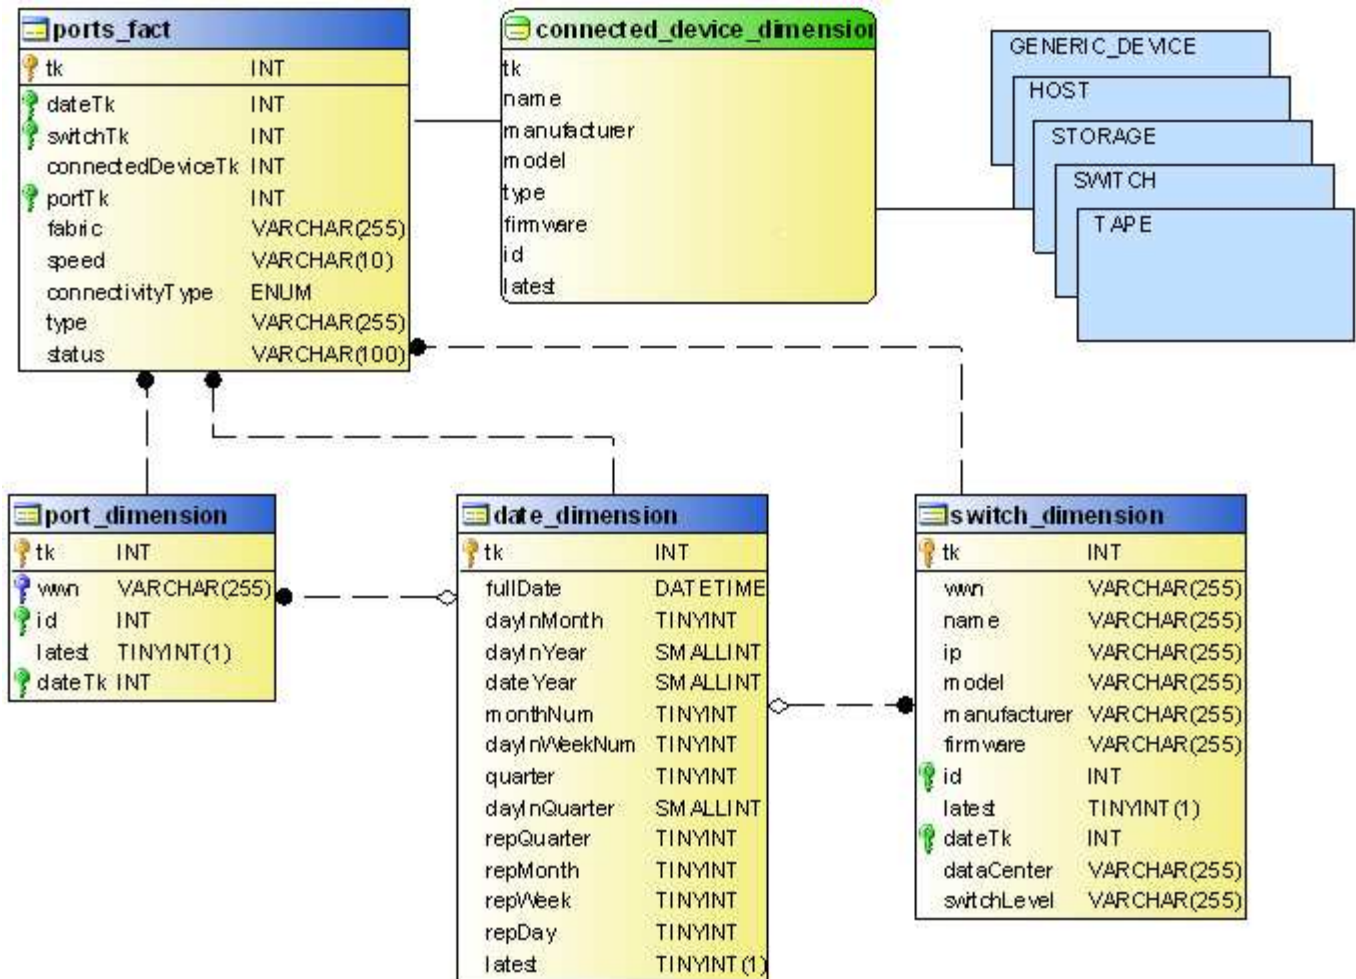 ports_fact
tk INT
dateTk INT
switchTk INT
connectedDeviceTk INT
portTk INT
fabric VARCHAR(255)
speed VARCHAR(10)
connectivityType ENUM
type VARCHAR(255)
status VARCHAR(100)
connected_device_dimension
tk
name
manufacturer
model
type
firmware
id
latest
GENERIC_DEVICE
HOST
STORAGE
SWITCH
TAPE
port_dimension
tk INT
wwn VARCHAR(255)
id INT
latest TINYINT(1)
dateTk INT
date_dimension
tk INT
fullDate DATETIME
dayInMonth TINYINT
dayInYear SMALLINT
dateYear SMALLINT
monthNum TINYINT
dayInWeekNum TINYINT
quarter TINYINT
dayInQuarter SMALLINT
repQuarter TINYINT
repMonth TINYINT
repWeek TINYINT
repDay TINYINT
latest TINYINT(1)
switch_dimension
tk INT
wwn VARCHAR(255)
name VARCHAR(255)
ip VARCHAR(255)
model VARCHAR(255)
manufacturer VARCHAR(255)
firmware VARCHAR(255)
id INT
latest TINYINT(1)
dateTk INT
dataCenter VARCHAR(255)
switchLevel VARCHAR(255)